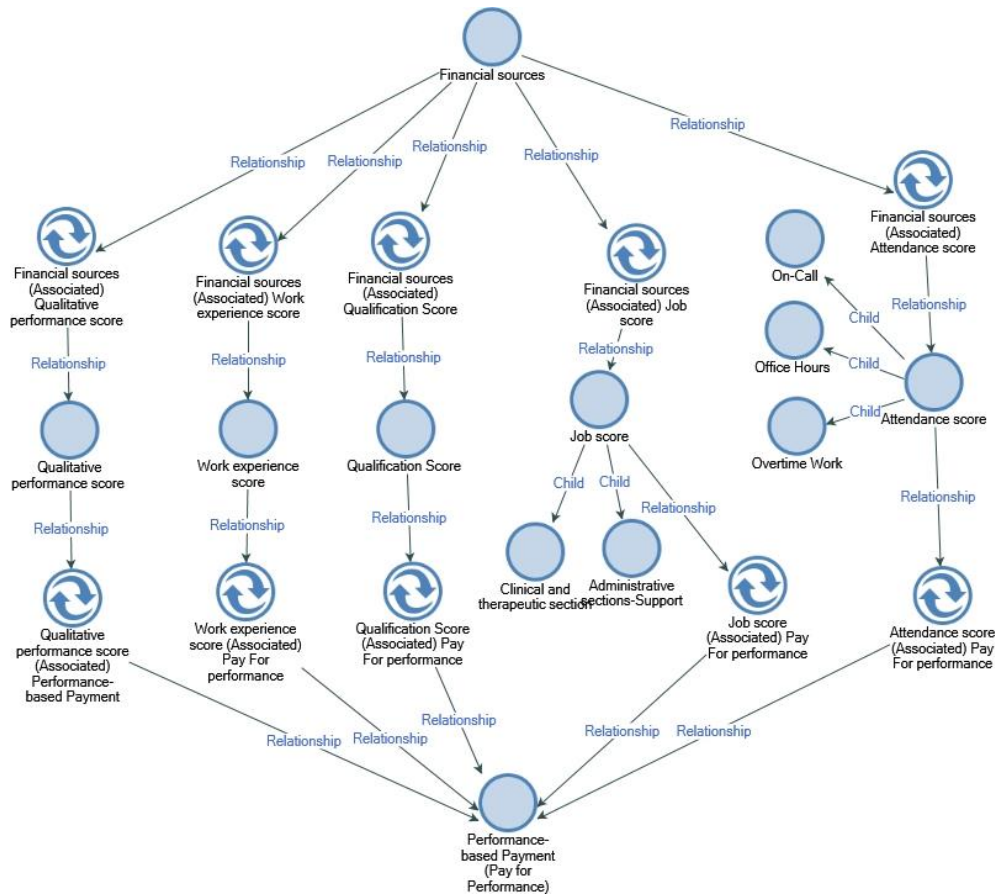 Financial sources
Relationship
Relationship
Relationship
Relationship
Relationship
Financial sources
(Associated)
Qualitative
performance score
Financial sources
(Associated) Work
experience score
Financial sources
(Associated)
Qualification Score
Financial sources
(Associated) Job
score
Financial sources
(Associated)
Attendance score
On-Call
Relationship
Child
Relationship
Relationship
Relationship
Relationship
Office Hours
Child
Child
Overtime Work
Attendance score
Qualitative
performance score
Work experience
score
Qualification Score
Job score
Relationship
Relationship
Relationship
Child
Child
Relationship
Relationship
Clinical and
therapeutic section
Administrative
sections-Support
Qualitative
performance score
(Associated)
Performance-
based Payment
Work experience
score (Associated)
Pay For
performance
Qualification Score
(Associated) Pay
For performance
Job score
(Associated) Pay
For performance
Attendance score
(Associated) Pay
For performance
Relationship
Relationship
Relationship
Relationship
Relationship
Performance-
based Payment
(Pay for
Performance)